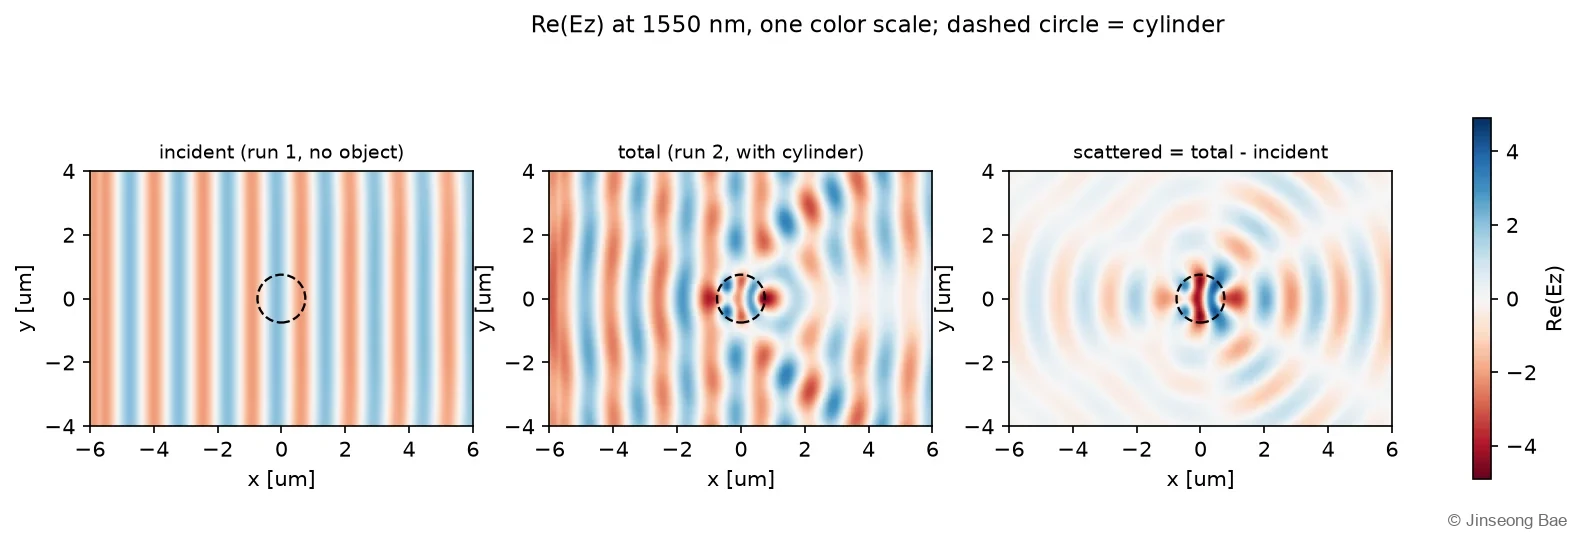 Re(Ez) at 1550 nm, one color scale; dashed circle = cylinder
incident (run 1, no object)
total (run 2, with cylinder)
scattered = total - incident
4
2
0
−2
−4
y [um]
−6 −4 −2 0 2 4 6
x [um]
4
2
0
−2
−4
y [um]
−6 −4 −2 0 2 4 6
x [um]
4
2
0
−2
−4
y [um]
−6 −4 −2 0 2 4 6
x [um]
4
2
0
−2
−4
Re(Ez)
© Jinseong Bae